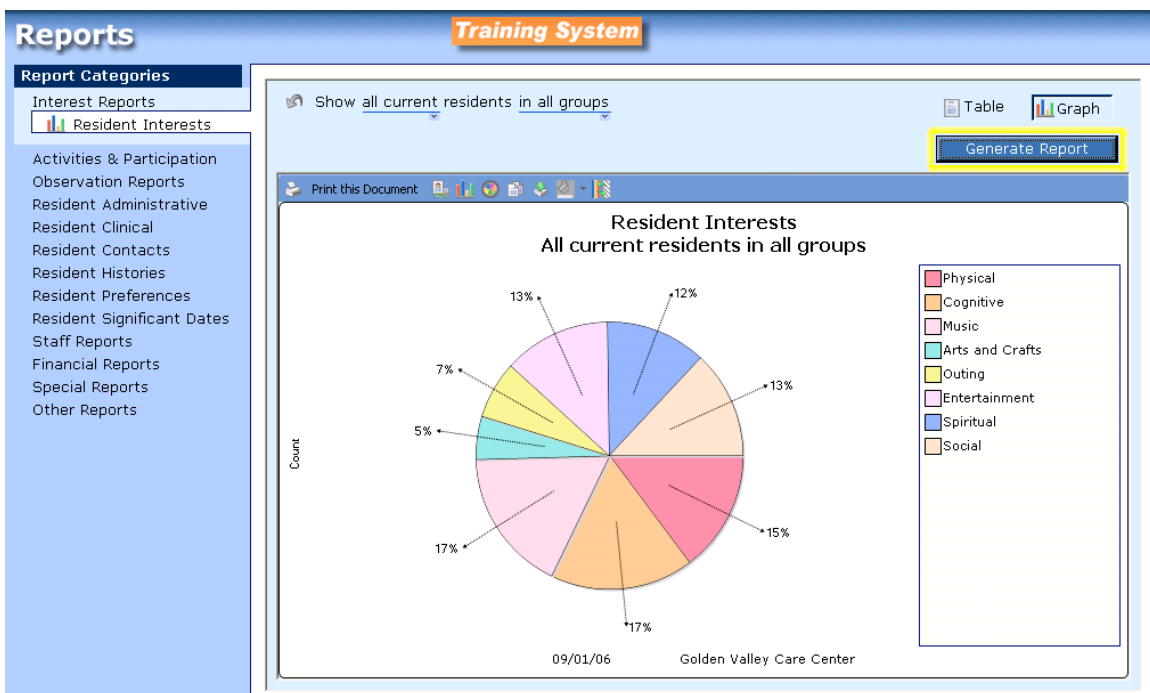 Reports
Training System
Report Categories
Interest Reports
Resident Interests
Activities & Participation
Observation Reports
Resident Administrative
Resident Clinical
Resident Contacts
Resident Histories
Resident Preferences
Resident Significant Dates
Staff Reports
Financial Reports
Special Reports
Other Reports
Show all current residents in all groups
Table
Graph
Generate Report
Print this Document
Resident Interests
All current residents in all groups
13%
12%
7%
13%
5%
Count
17%
15%
17%
Physical
Cognitive
Music
Arts and Crafts
Outing
Entertainment
Spiritual
Social
09/01/06 Golden Valley Care Center